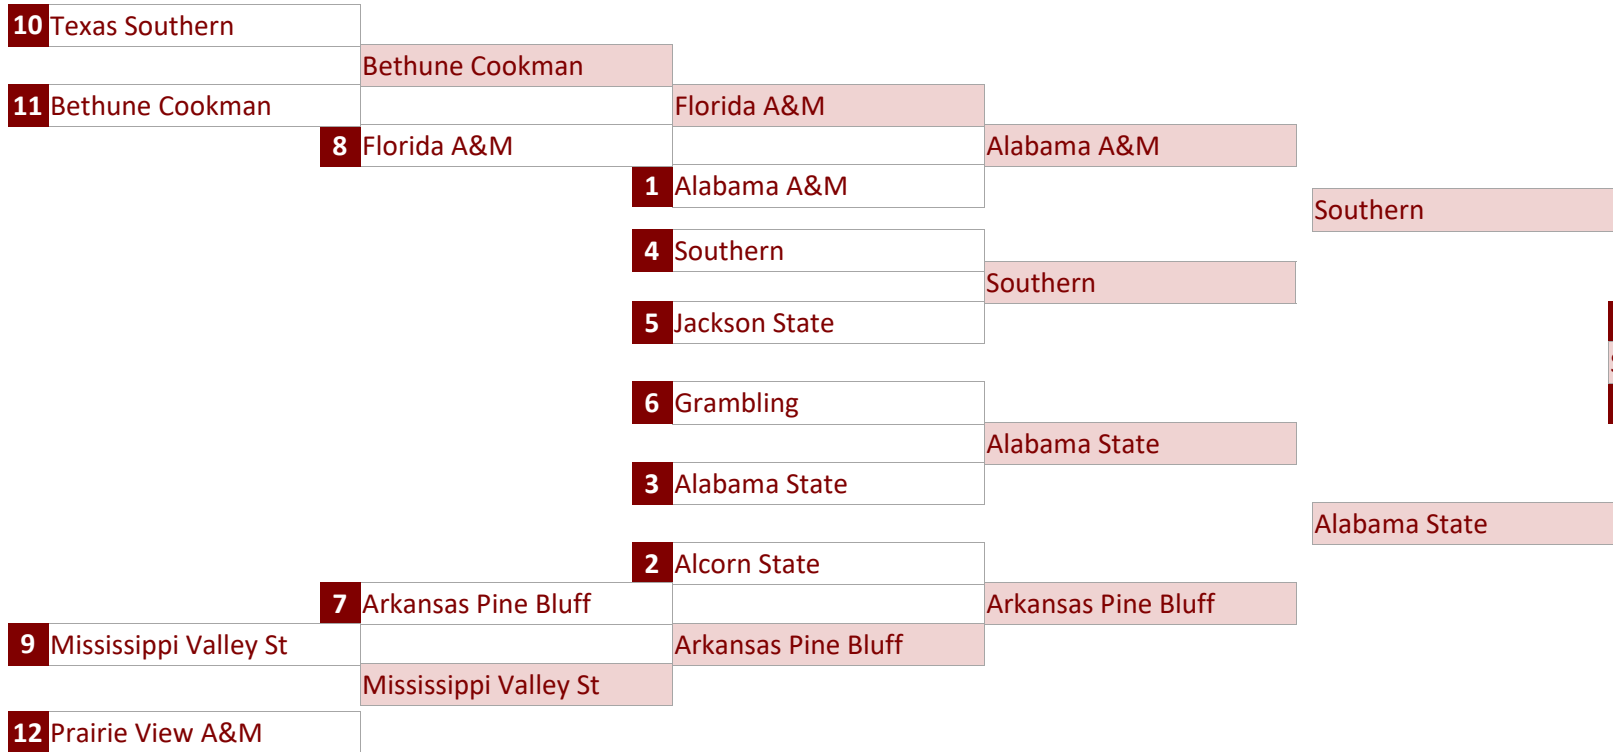 10 Texas Southern
Bethune Cookman
11 Bethune Cookman
Florida A&M
8 Florida A&M
Alabama A&M
1 Alabama A&M
Southern
4 Southern
Southern
5 Jackson State
6 Grambling
Alabama State
3 Alabama State
Alabama State
2 Alcorn State
7 Arkansas Pine Bluff
Arkansas Pine Bluff
9 Mississippi Valley St
Arkansas Pine Bluff
Mississippi Valley St
12 Prairie View A&M